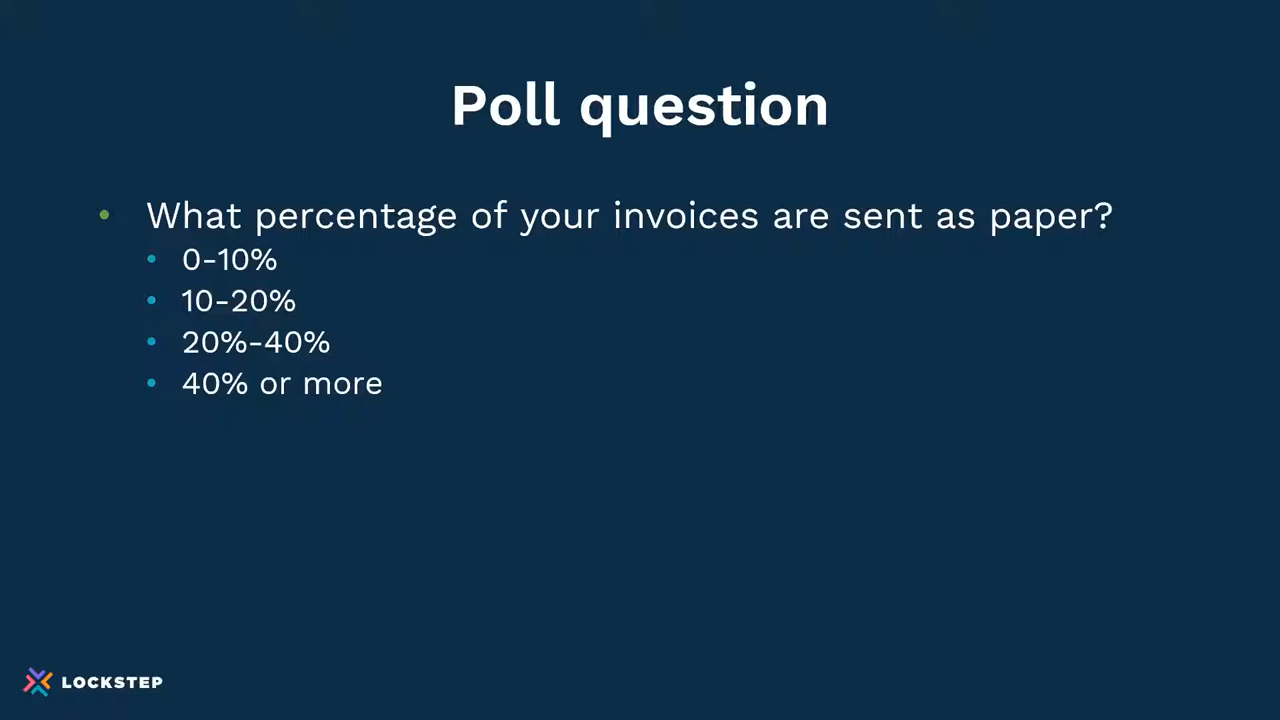 Poll question
• What percentage of your invoices are sent as paper?
• 0-10%
• 10-20%
• 20%-40%
• 40% or more
LOCKSTEP